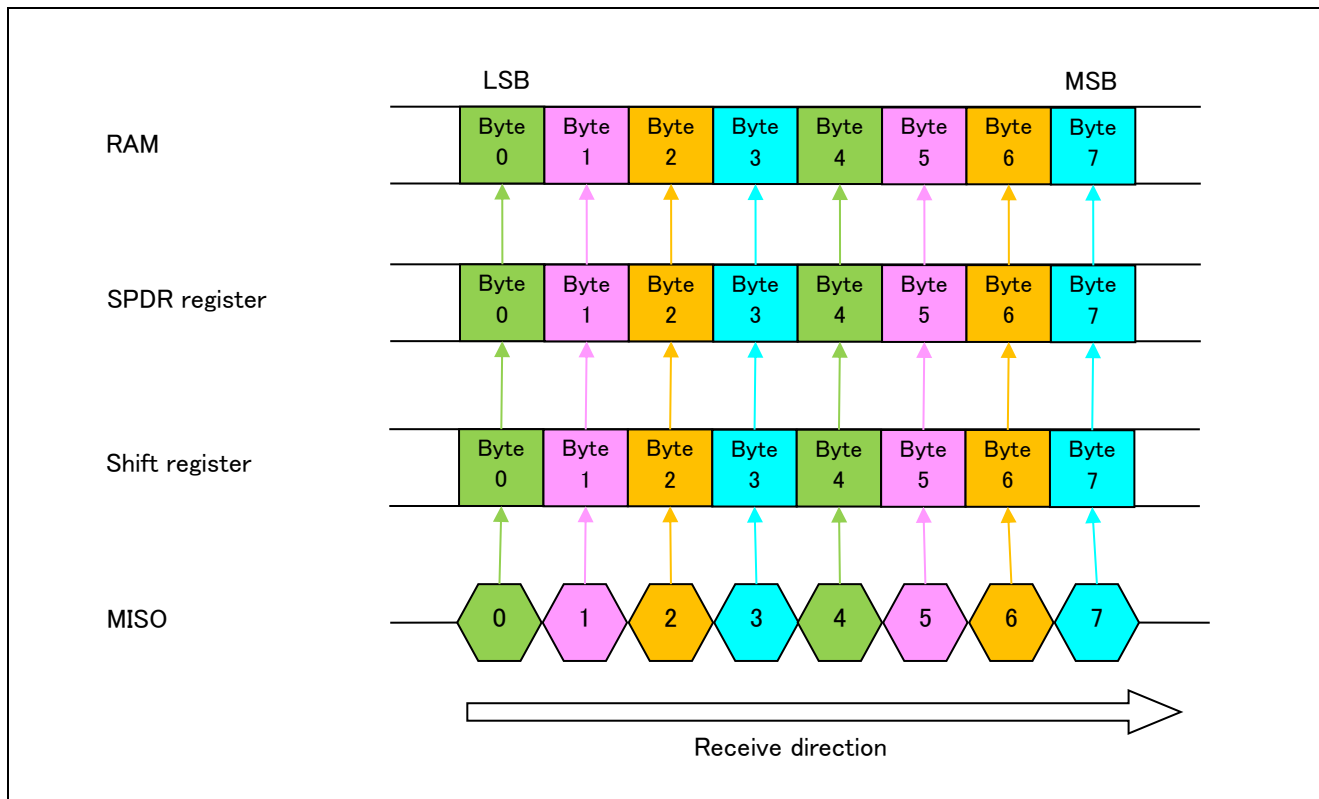 LSB MSB
RAM
Byte Byte Byte Byte Byte Byte Byte Byte
0 1 2 3 4 5 6 7
SPDR register
Byte Byte Byte Byte Byte Byte Byte Byte
0 1 2 3 4 5 6 7
Shift register
Byte Byte Byte Byte Byte Byte Byte Byte
0 1 2 3 4 5 6 7
MISO 0 1 2 3 4 5 6 7
Receive direction